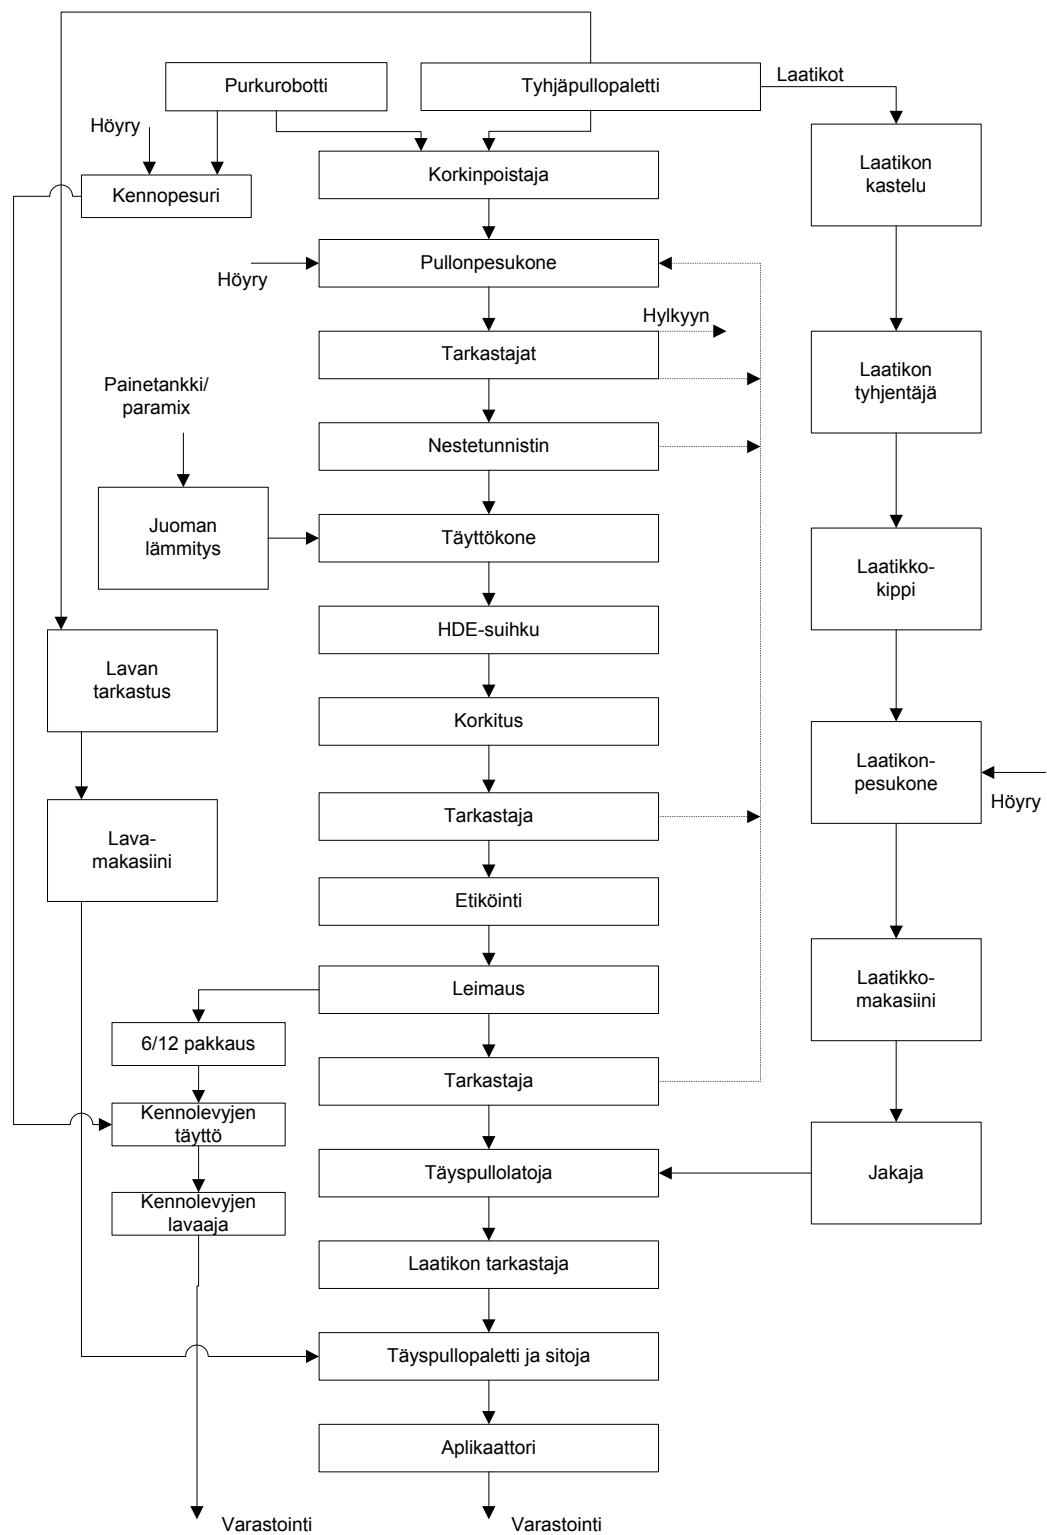 Purkurobotti
Tyhjäpullopaletti
Laatikot
Höyry
Korkinpoistaja
Laatikon
kastelu
Kennopesuri
Pullonpesukone
Höyry
Hylkyyn
Tarkastajat
Laatikon
tyhjentäjä
Painetankki/
paramix
Nestetunnistin
Juoman
lämmitys
Täyttökone
Laatikko-
kippi
HDE-suihku
Lavan
tarkastus
Korkitus
Laatikon-
pesukone
Höyry
Tarkastaja
Lava-
makasiini
Etiköinti
Leimaus
Laatikko-
makasiini
6/12 pakkaus
Tarkastaja
Kennolevyjen
täyttö
Täyspullolatoja
Jakaja
Kennolevyjen
lavaaja
Laatikon tarkastaja
Täyspullopaletti ja sitoja
Aplikaattori
Varastointi
Varastointi